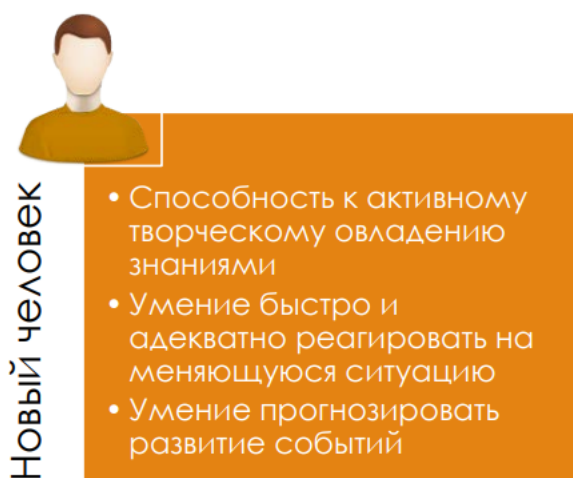 Новый человек
• Способность к активному
творческому овладению
знаниями
• Умение быстро и
адекватно реагировать на
меняющуюся ситуацию
• Умение прогнозировать
развитие событий